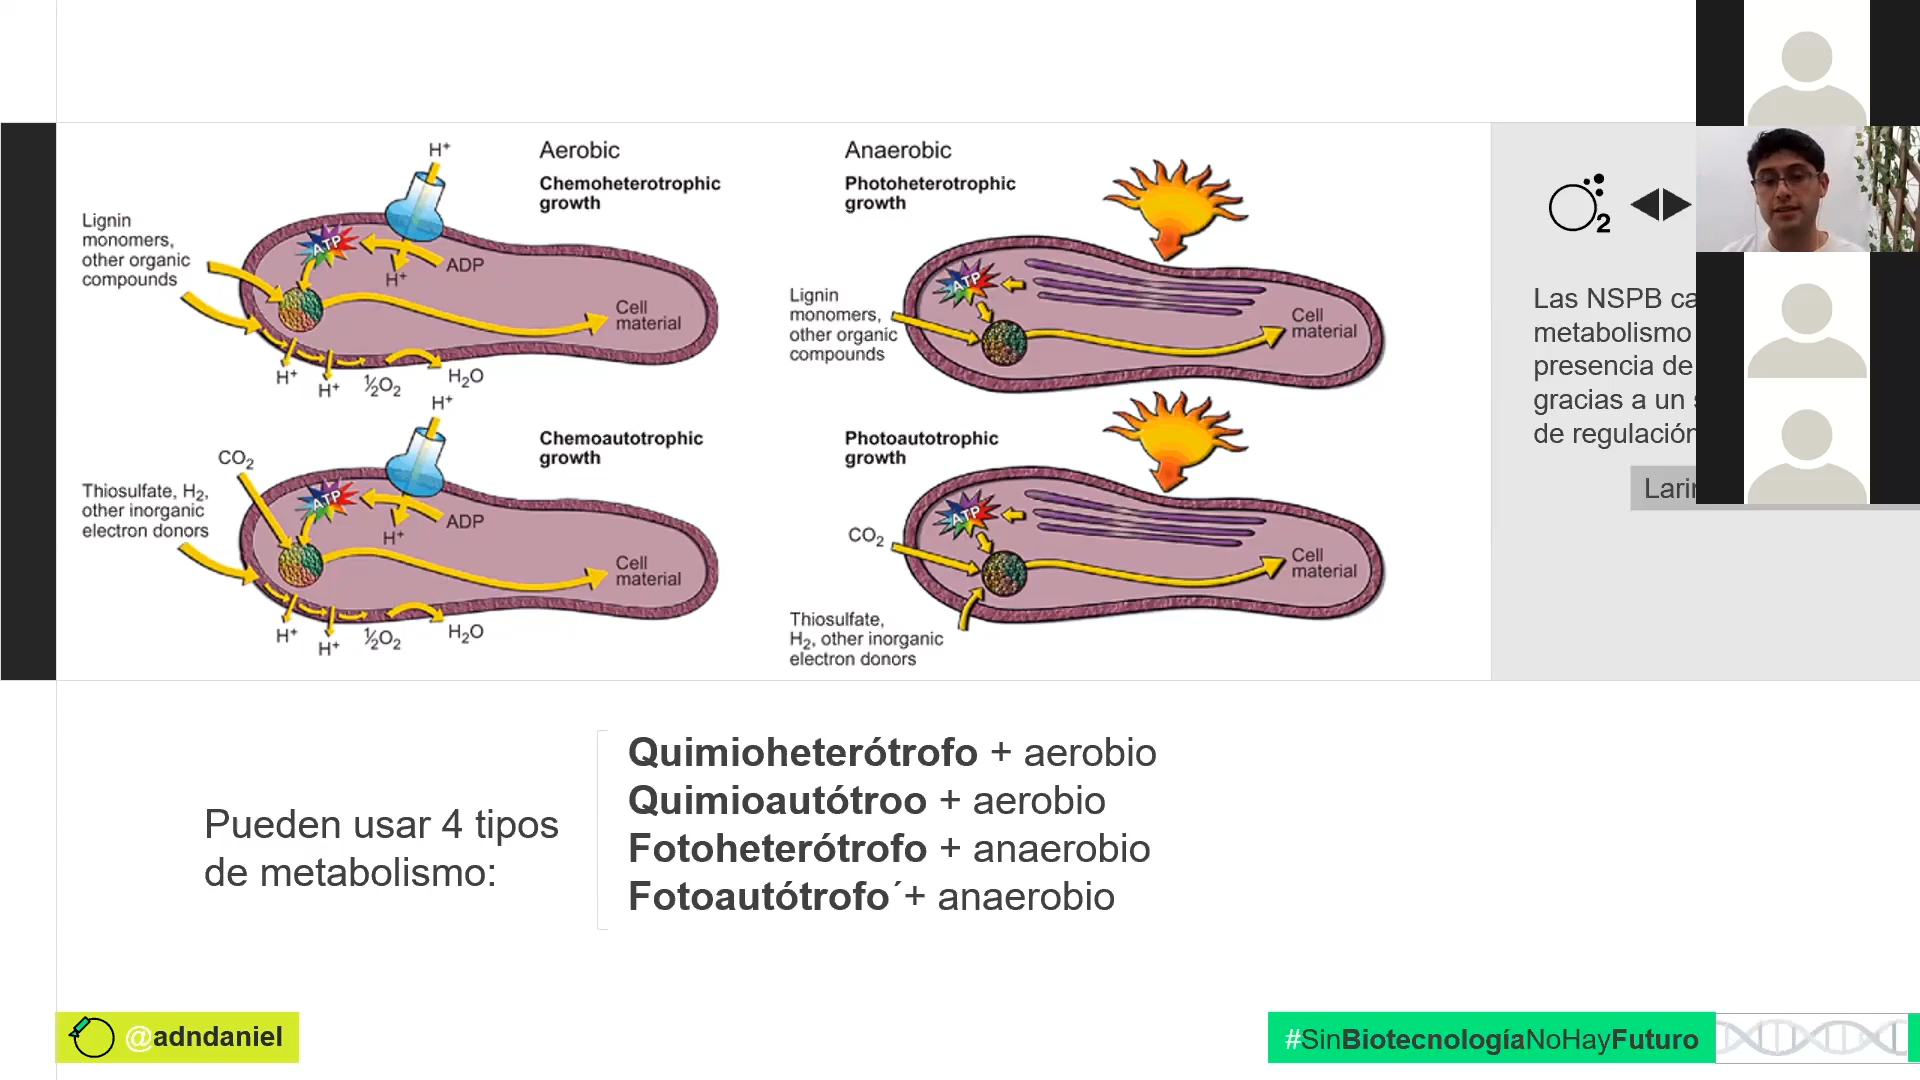 Aerobic
Chemoheterotrophic
growth
H⁺
Lignin
monomers,
other organic
compounds
ATP
ADP
H⁺
Cell
material
H⁺
H⁺
½O₂
H₂O
Anaerobic
Photoheterotrophic
growth
Lignin
monomers,
other organic
compounds
ATP
Cell
material
H⁺
Chemoautotrophic
growth
CO₂
Thiosulfate, H₂,
other inorganic
electron donors
ATP
ADP
H⁺
Cell
material
H⁺
H⁺
½O₂
H₂O
Photoautotrophic
growth
CO₂
ATP
Cell
material
Thiosulfate,
H₂, other inorganic
electron donors
O2
Las NSPB
metabolismo
presencia de
gracias a un
de regulación
Pueden usar 4 tipos
de metabolismo:
Quimioheterótrofo + aerobio
Quimioautótroo + aerobio
Fotoheterótrofo + anaerobio
Fotoautótrofo´+ anaerobio
@adndaniel
#SinBiotecnologíaNoHayFuturo